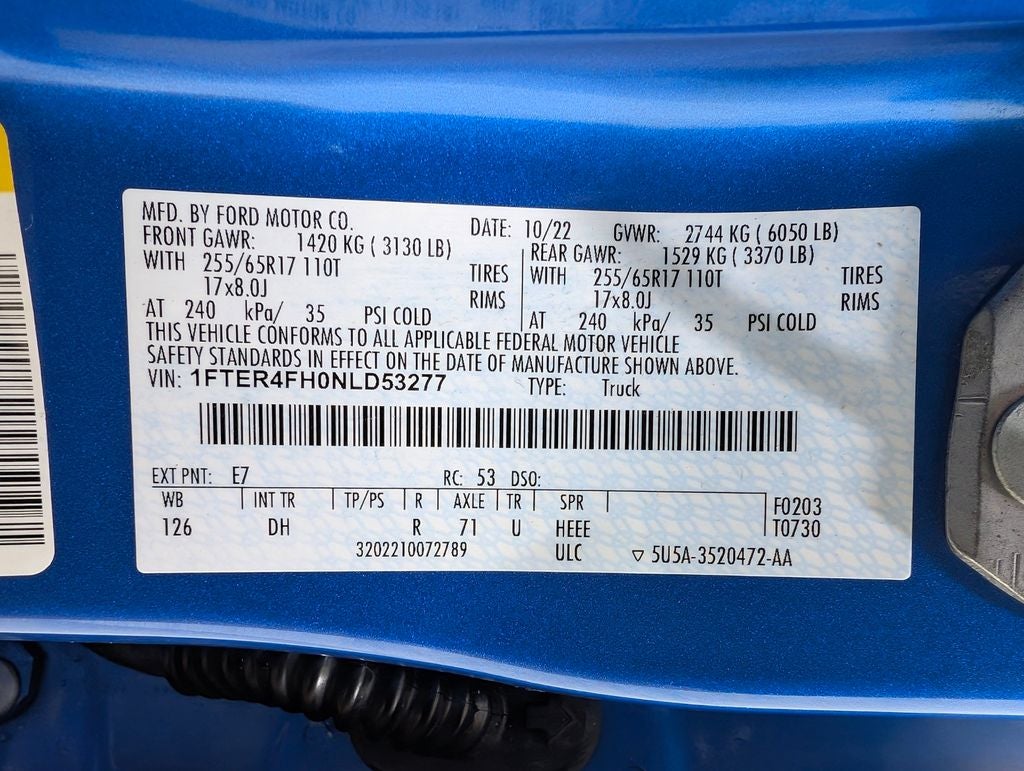 MFD. BY FORD MOTOR CO. DATE: 10/22 GVWR: 2744 KG ( 6050 LB)
FRONT GAWR: 1420 KG ( 3130 LB) REAR GAWR: 1529 KG ( 3370 LB)
WITH 255/65R17 110T TIRES WITH 255/65R17 110T TIRES
17x8.0J RIMS 17x8.0J RIMS
AT 240 kPa/ 35 PSI COLD AT 240 kPa/ 35 PSI COLD
THIS VEHICLE CONFORMS TO ALL APPLICABLE FEDERAL MOTOR VEHICLE
SAFETY STANDARDS IN EFFECT ON THE DATE OF MANUFACTURE SHOWN ABOVE.
VIN: 1FTER4FH0NLD53277 TYPE: Truck
EXT PNT: E7 RC: 53 DSO:
WB INT TR TP/PS R AXLE TR SPR F0203
126 DH R 71 U HEEE T0730
3202210072789 ULC ▽ 5U5A-3520472-AA